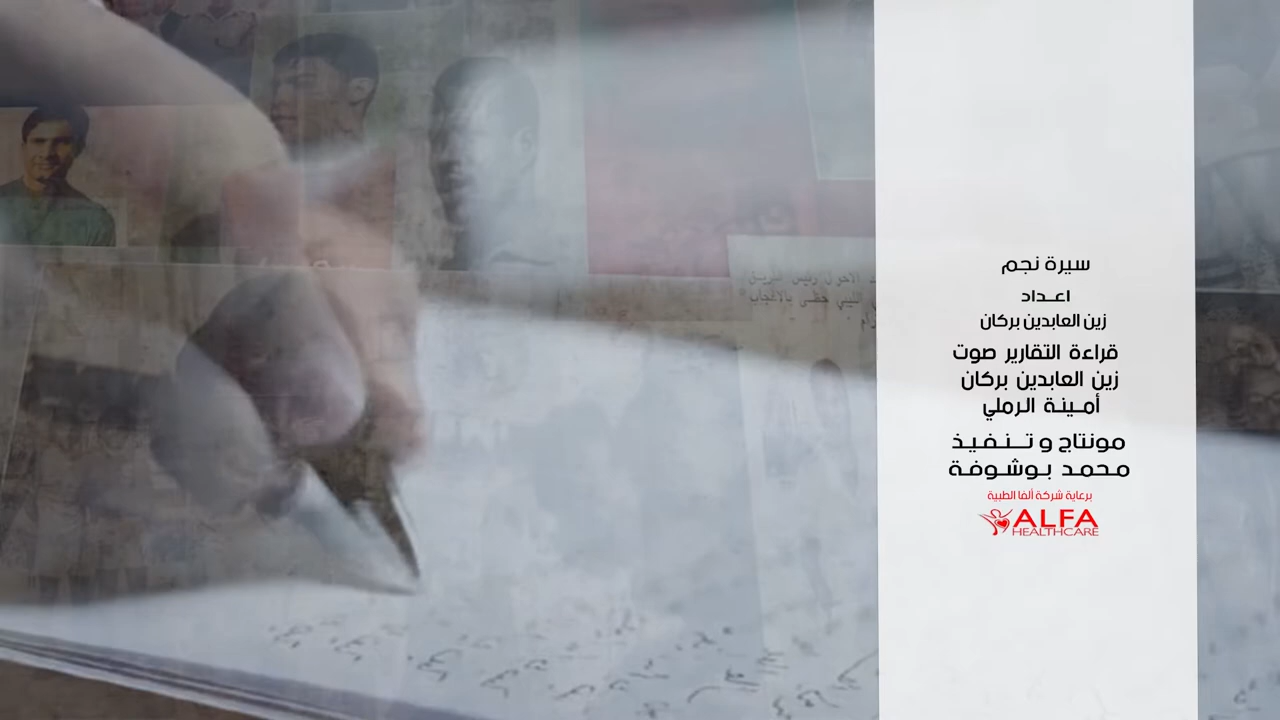 سيرة نجم
اعداد
زين العابدين بركان
قراءة التقارير صوت
زين العابدين بركان
أمينة الرملي
مونتاج و تنفيذ
محمد بوشوفة
برعاية شركة ألفا الطبية
ALFA
HEALTHCARE